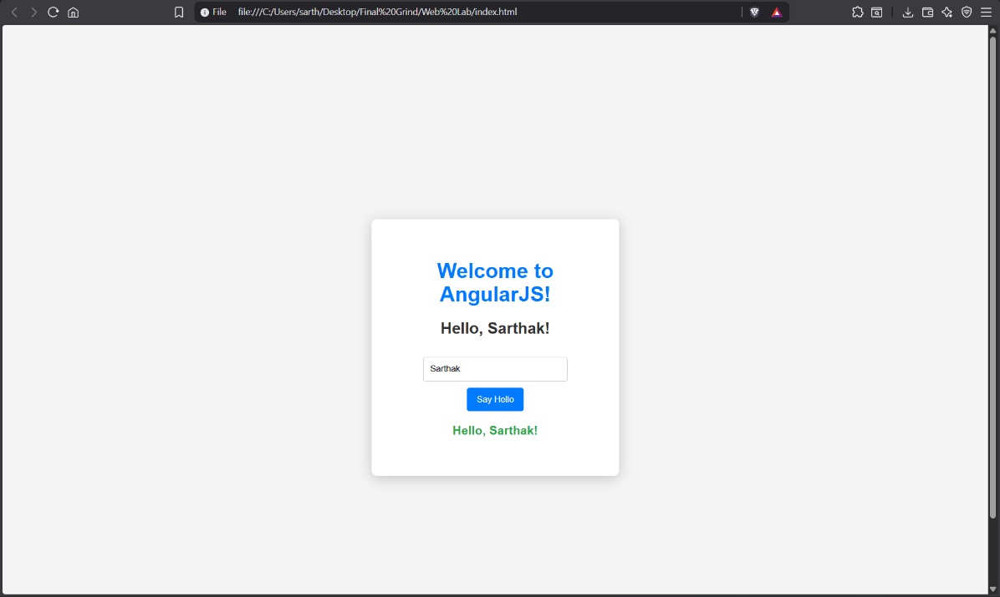 File file:///C:/Users/sarth/Desktop/Final%20Grind/Web%20Lab/index.html
Welcome to
AngularJS!
Hello, Sarthak!
Sarthak
Say Hello
Hello, Sarthak!